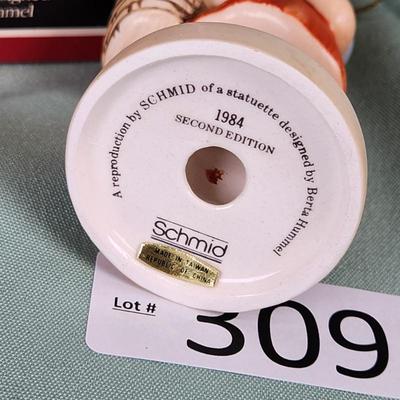 ummel
A reproduction by SCHMID of a statuette designed by Berta Hummel
1984
SECOND EDITION
Schmid
MADE IN TAIWAN
REPUBLIC OF CHINA
Lot #
309